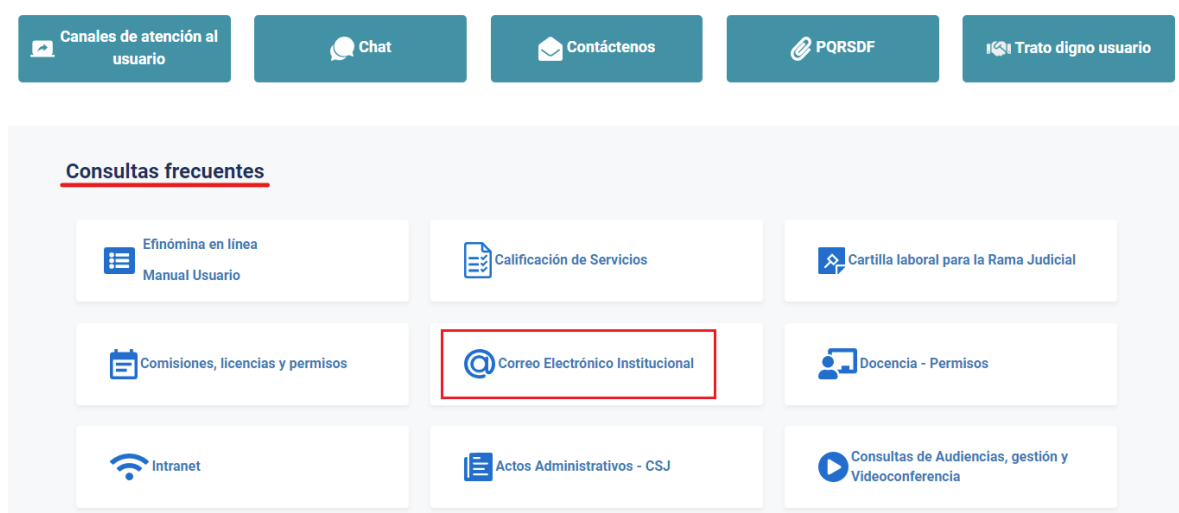 Canales de atención al
usuario
Chat
Contáctenos
PQRSDF
Trato digno usuario
Consultas frecuentes
Efinómina en línea
Manual Usuario
Calificación de Servicios
Cartilla laboral para la Rama Judicial
Comisiones, licencias y permisos
Correo Electrónico Institucional
Docencia - Permisos
Intranet
Actos Administrativos - CSJ
Consultas de Audiencias, gestión y
Videoconferencia